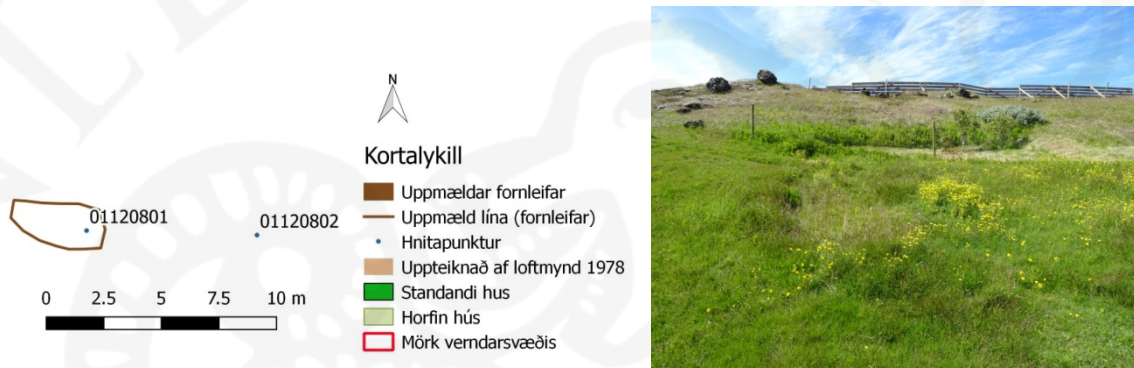 N
Kortalykill
Uppmældar fornleifar
Uppmæld lína (fornleifar)
Hnitapunktur
Uppteiknað af loftmynd 1978
Standandi hus
Horfin hús
Mörk verndarsvæðis
01120801
01120802
0 2.5 5 7.5 10 m